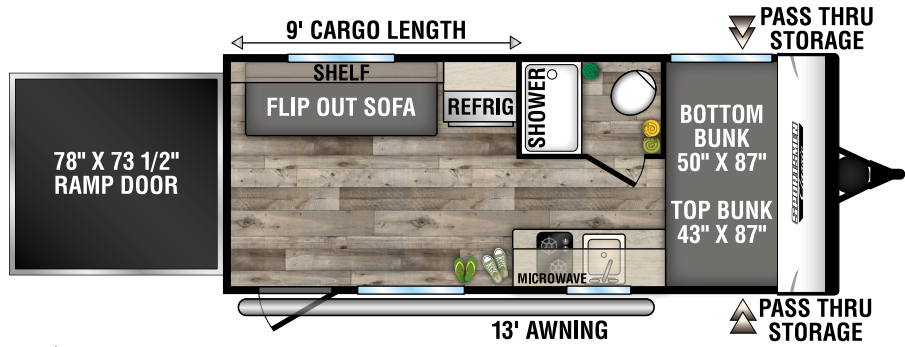 9' CARGO LENGTH
PASS THRU
STORAGE
SHELF
FLIP OUT SOFA
REFRIG
SHOWER
BOTTOM
BUNK
50" X 87"
TOP BUNK
43" X 87"
SPORTSMEN
78" X 73 1/2"
RAMP DOOR
MICROWAVE
13' AWNING
PASS THRU
STORAGE